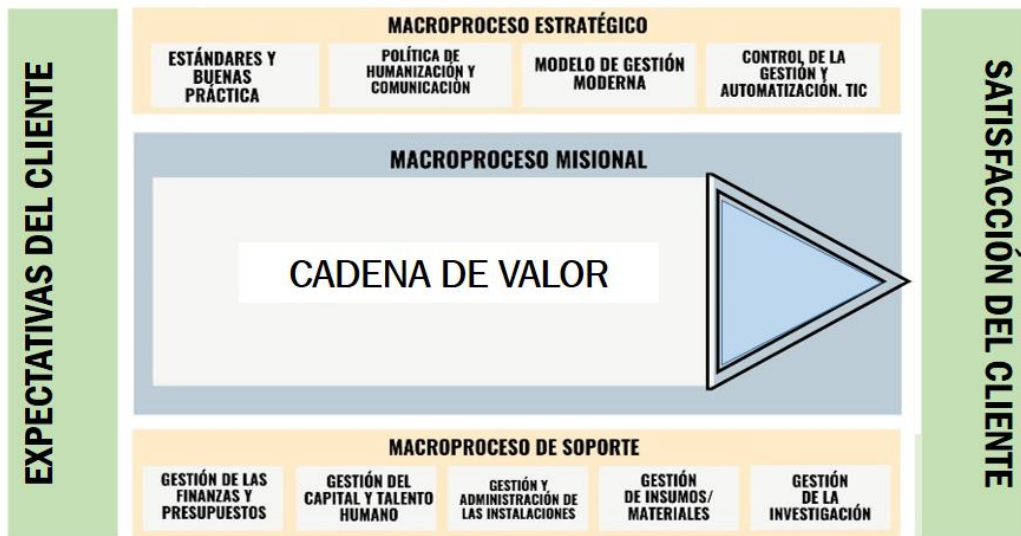 EXPECTATIVAS DEL CLIENTE
MACROPROCESO ESTRATÉGICO
ESTÁNDARES Y
BUENAS
PRÁCTICA
POLÍTICA DE
HUMANIZACIÓN Y
COMUNICACIÓN
MODELO DE GESTIÓN
MODERNA
CONTROL DE LA
GESTIÓN Y
AUTOMATIZACIÓN. TIC
MACROPROCESO MISIONAL
CADENA DE VALOR
MACROPROCESO DE SOPORTE
GESTIÓN DE LAS
FINANZAS Y
PRESUPUESTOS
GESTIÓN DEL
CAPITAL Y TALENTO
HUMANO
GESTIÓN Y
ADMINISTRACIÓN DE
LAS INSTALACIONES
GESTIÓN
DE INSUMOS/
MATERIALES
GESTIÓN
DE LA
INVESTIGACIÓN
SATISFACCIÓN DEL CLIENTE